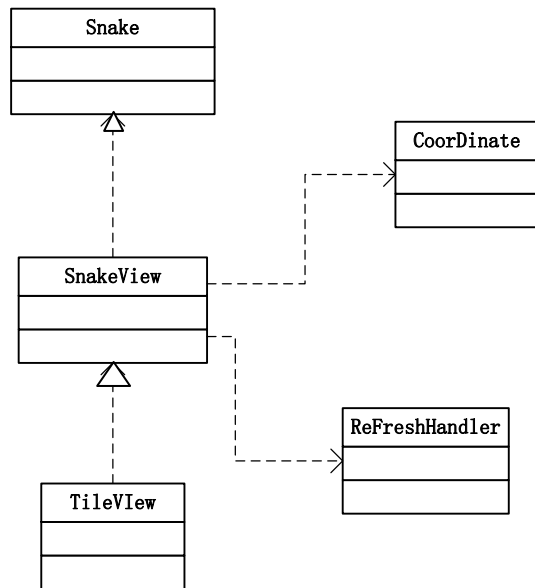 Snake
CoorDinate
SnakeView
ReFreshHandler
TileVIew